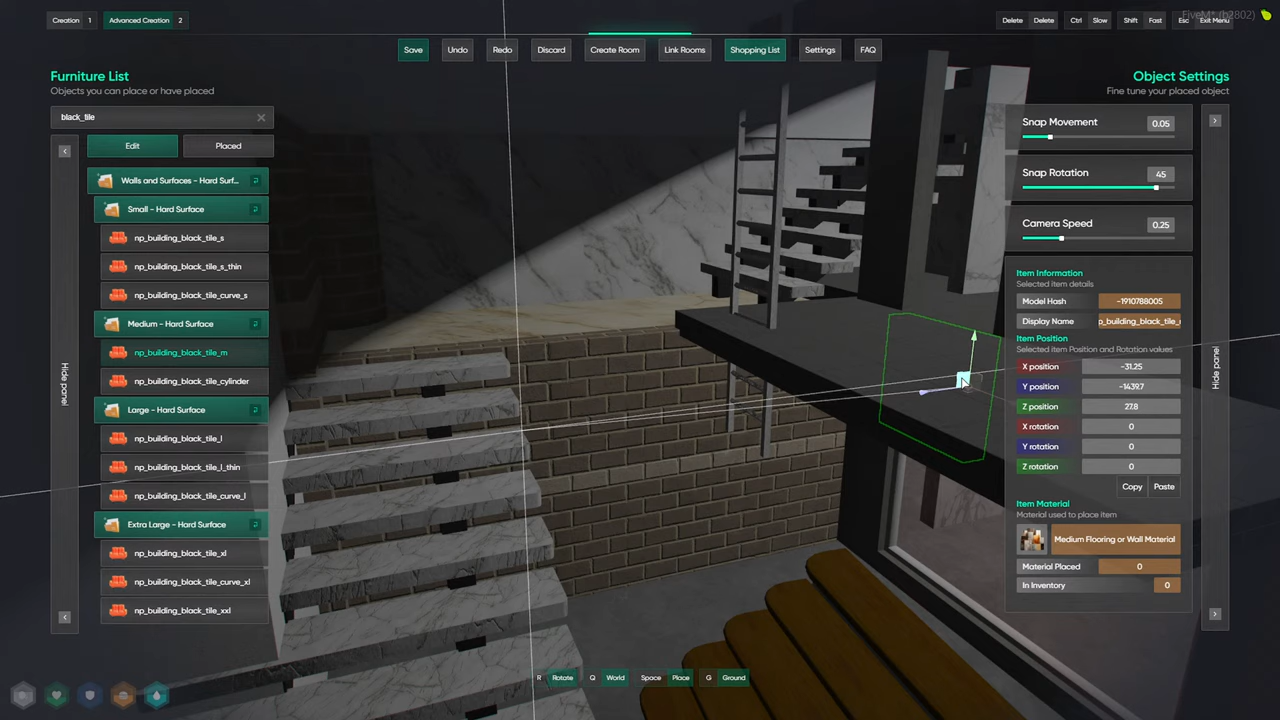 Creation 1
Advanced Creation 2
Delete Delete
Ctrl Slow
Shift Fast
Esc Exit Menu
FiveM* (b2802)
Save
Undo
Redo
Discard
Create Room
Link Rooms
Shopping List
Settings
FAQ
Furniture List
Objects you can place or have placed
black_tile
Edit
Placed
Walls and Surfaces - Hard Surf...
Small - Hard Surface
np_building_black_tile_s
np_building_black_tile_s_thin
np_building_black_tile_curve_s
Medium - Hard Surface
np_building_black_tile_m
np_building_black_tile_cylinder
Large - Hard Surface
np_building_black_tile_l
np_building_black_tile_l_thin
np_building_black_tile_curve_l
Extra Large - Hard Surface
np_building_black_tile_xl
np_building_black_tile_curve_xl
np_building_black_tile_xxl
Hide panel
Object Settings
Fine tune your placed object
Snap Movement 0.05
Snap Rotation 45
Camera Speed 0.25
Item Information
Selected item details
Model Hash -1910788005
Display Name p_building_black_tile_
Item Position
Selected item Position and Rotation values
X position -31.25
Y position -1439.7
Z position 27.8
X rotation 0
Y rotation 0
Z rotation 0
Copy
Paste
Item Material
Material used to place item
Medium Flooring or Wall Material
Material Placed 0
In Inventory 0
Hide panel
R Rotate
Q World
Space Place
G Ground